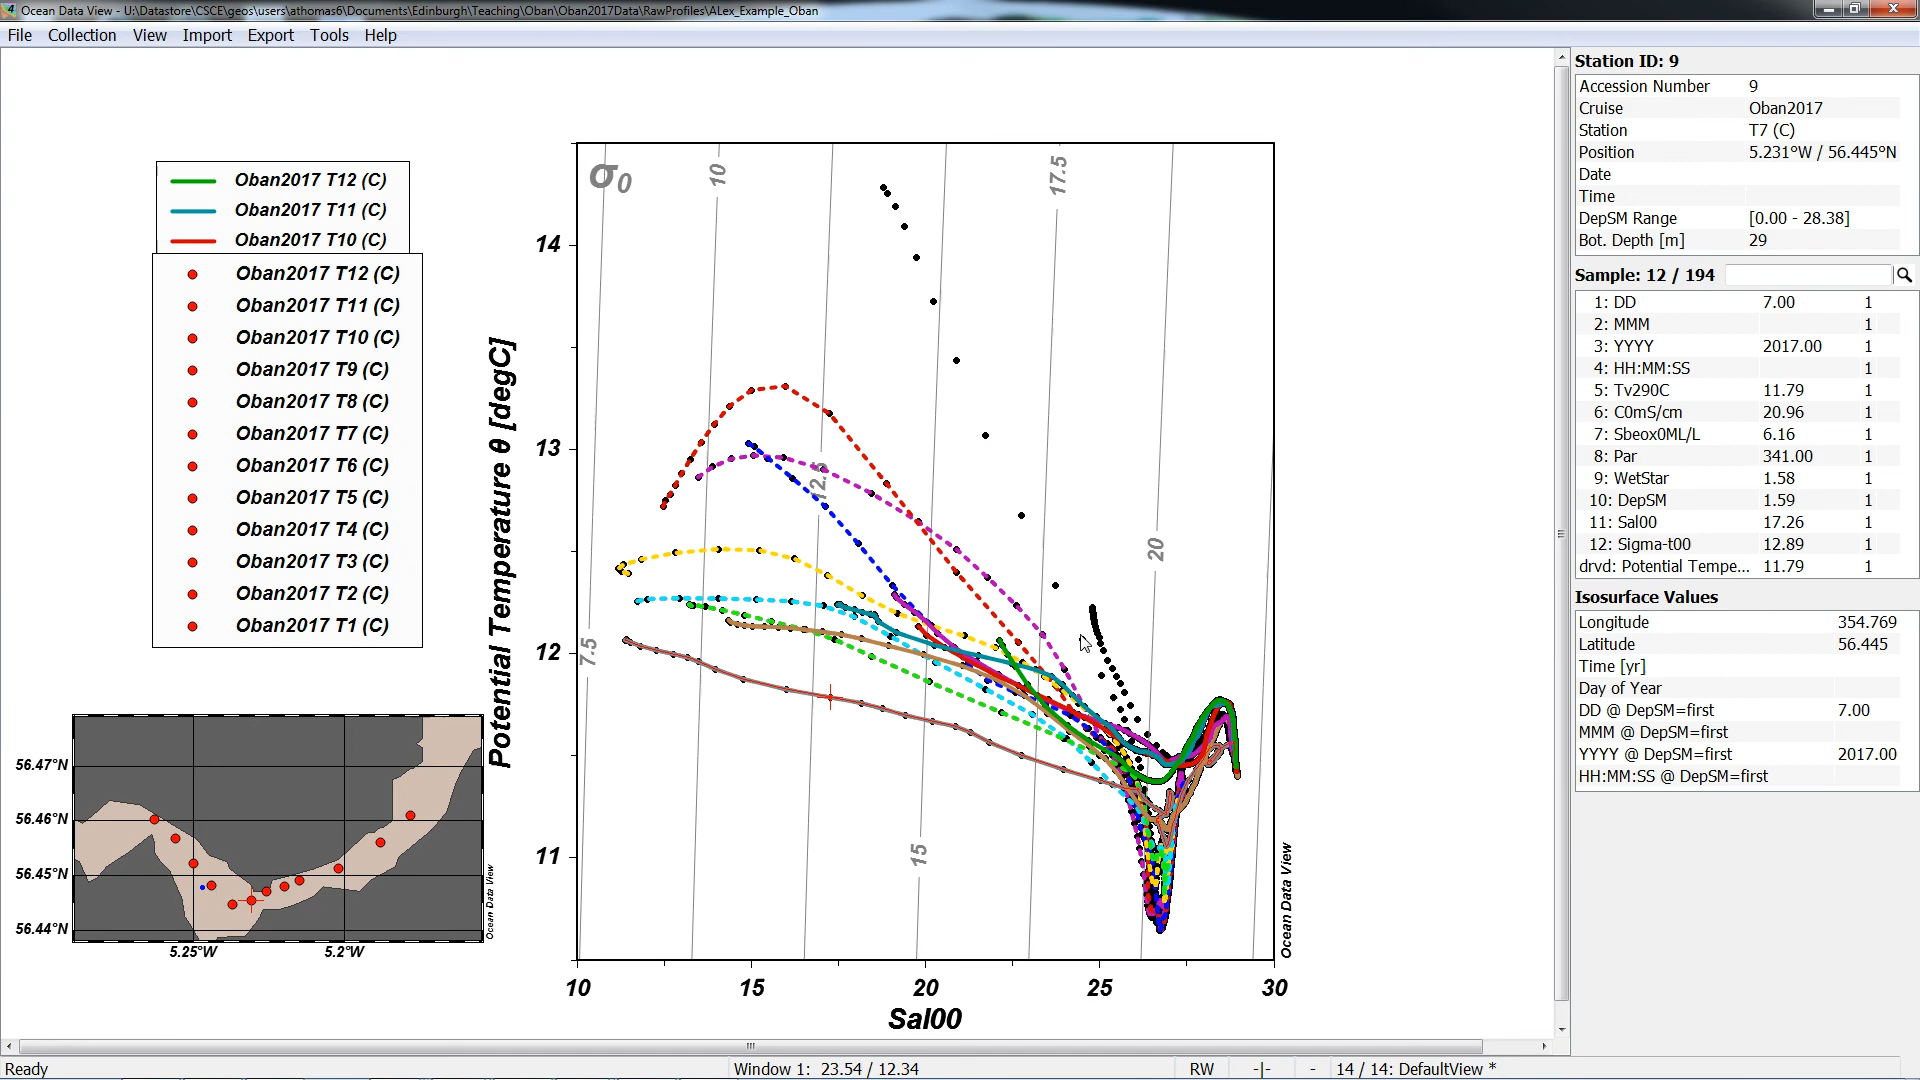 Ocean Data View - U:\Datastore\CSCE\geos\users\athomas6\Documents\Edinburgh\Teaching\Oban\Oban2017Data\RawProfiles\ALex_Example_Oban
File Collection View Import Export Tools Help
Oban2017 T12 (C)
Oban2017 T11 (C)
Oban2017 T10 (C)
Oban2017 T12 (C)
Oban2017 T11 (C)
Oban2017 T10 (C)
Oban2017 T9 (C)
Oban2017 T8 (C)
Oban2017 T7 (C)
Oban2017 T6 (C)
Oban2017 T5 (C)
Oban2017 T4 (C)
Oban2017 T3 (C)
Oban2017 T2 (C)
Oban2017 T1 (C)
56.47°N
56.46°N
56.45°N
56.44°N
5.25°W 5.2°W
Ocean Data View
Potential Temperature θ [degC]
14
13
12
11
σ0
10
17.5
12.5
20
7.5
15
10 15 20 25 30
Sal00
Ocean Data View
Station ID: 9
Accession Number 9
Cruise Oban2017
Station T7 (C)
Position 5.231°W / 56.445°N
Date
Time
DepSM Range [0.00 - 28.38]
Bot. Depth [m] 29
Sample: 12 / 194
1: DD 7.00 1
2: MMM 1
3: YYYY 2017.00 1
4: HH:MM:SS 1
5: Tv290C 11.79 1
6: C0mS/cm 20.96 1
7: Sbeox0ML/L 6.16 1
8: Par 341.00 1
9: WetStar 1.58 1
10: DepSM 1.59 1
11: Sal00 17.26 1
12: Sigma-t00 12.89 1
drvd: Potential Tempe... 11.79 1
Isosurface Values
Longitude 354.769
Latitude 56.445
Time [yr]
Day of Year
DD @ DepSM=first 7.00
MMM @ DepSM=first
YYYY @ DepSM=first 2017.00
HH:MM:SS @ DepSM=first
Ready Window 1: 23.54 / 12.34 RW -|- - 14 / 14: DefaultView *